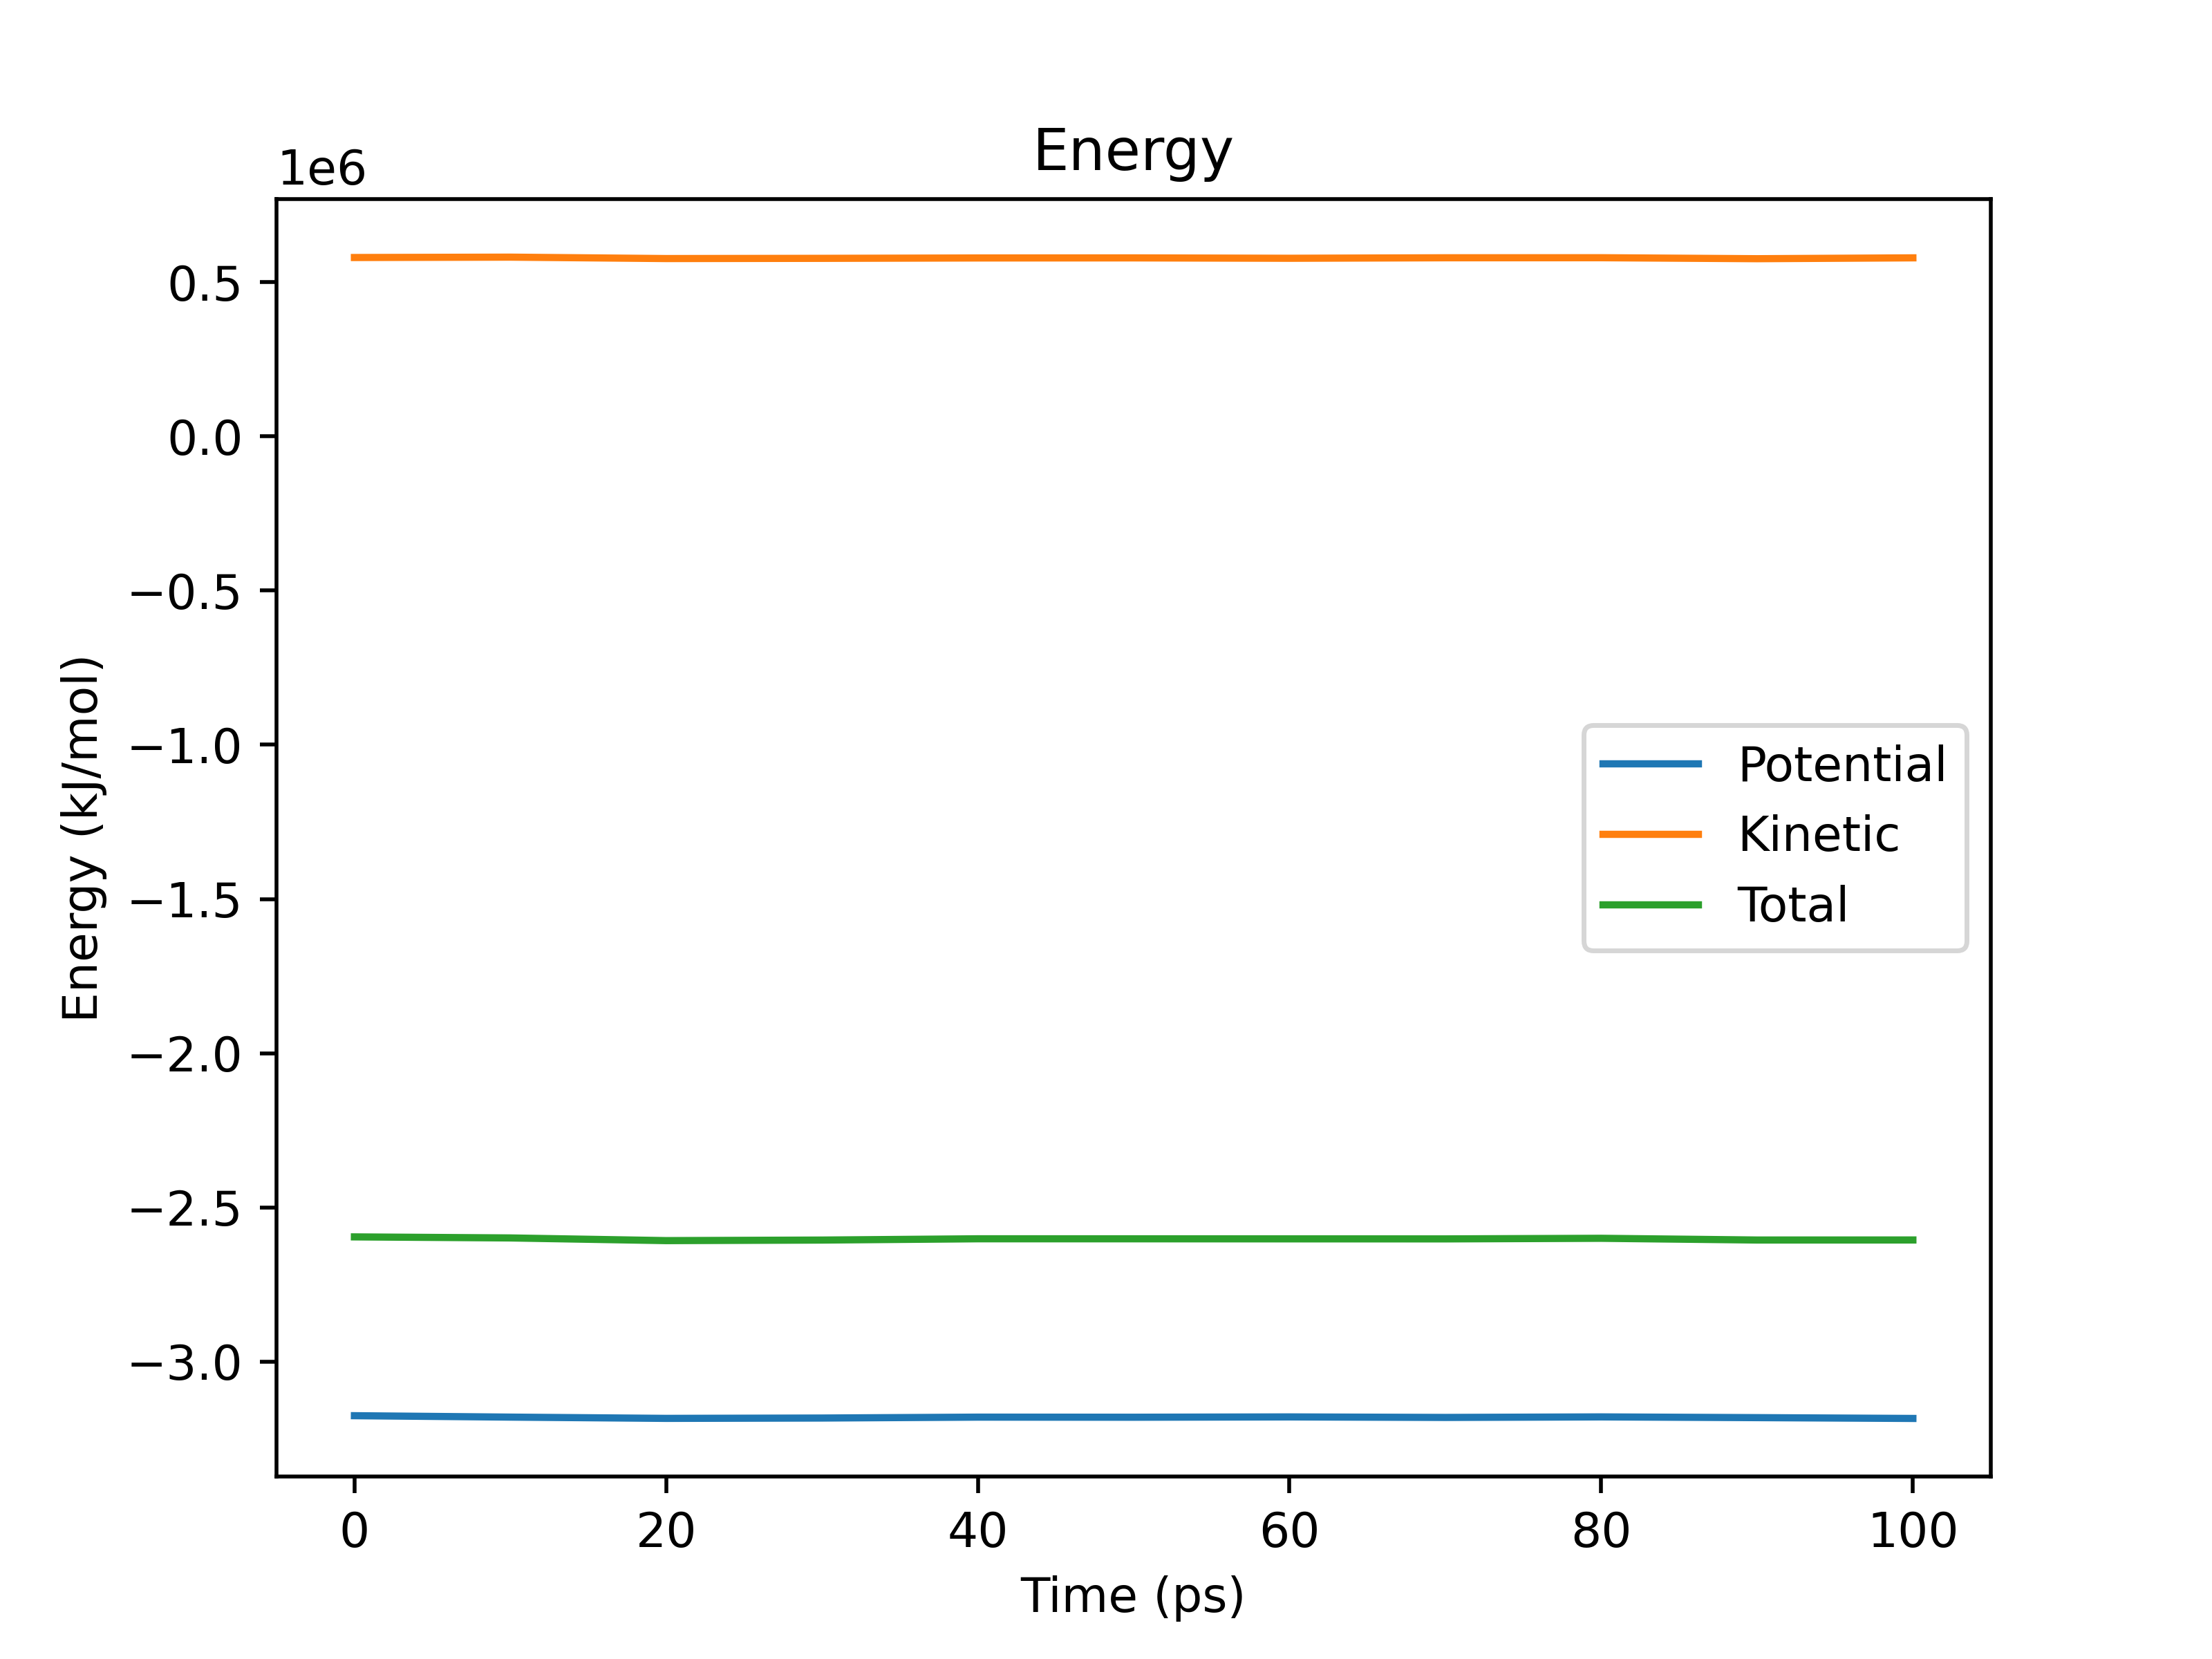 Energy
1e6
0.5
0.0
−0.5
−1.0
−1.5
−2.0
−2.5
−3.0
Energy (kJ/mol)
Potential
Kinetic
Total
0 20 40 60 80 100
Time (ps)